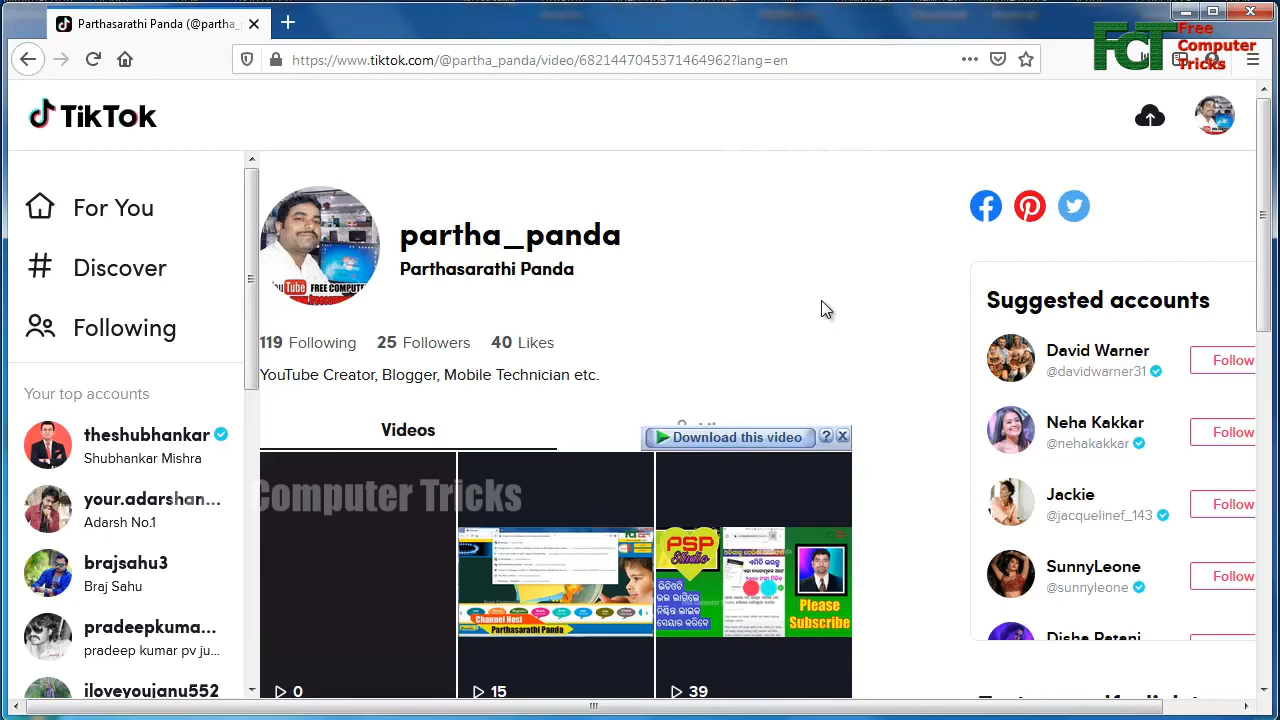 Parthasarathi Panda (@partha_
Free
Computer
Tricks
FCT
https://www.tiktok.com/@partha_panda/video/6821447045371464962?lang=en
TikTok
For You
Discover
Following
Your top accounts
theshubhankar
Shubhankar Mishra
your.adarshan...
Adarsh No.1
brajsahu3
Braj Sahu
pradeepkuma...
pradeep kumar pv ju...
iloveyoujanu552
partha_panda
Parthasarathi Panda
119 Following 25 Followers 40 Likes
YouTube Creator, Blogger, Mobile Technician etc.
Videos
Download this video
Computer Tricks
Channel Host
Parthasarathi Panda
PSP
Studio
Please
Subscribe
0
15
39
Suggested accounts
David Warner
@davidwarner31
Follow
Neha Kakkar
@nehakakkar
Follow
Jackie
@jacquelinef_143
Follow
SunnyLeone
@sunnyleone
Follow
Disha Patani